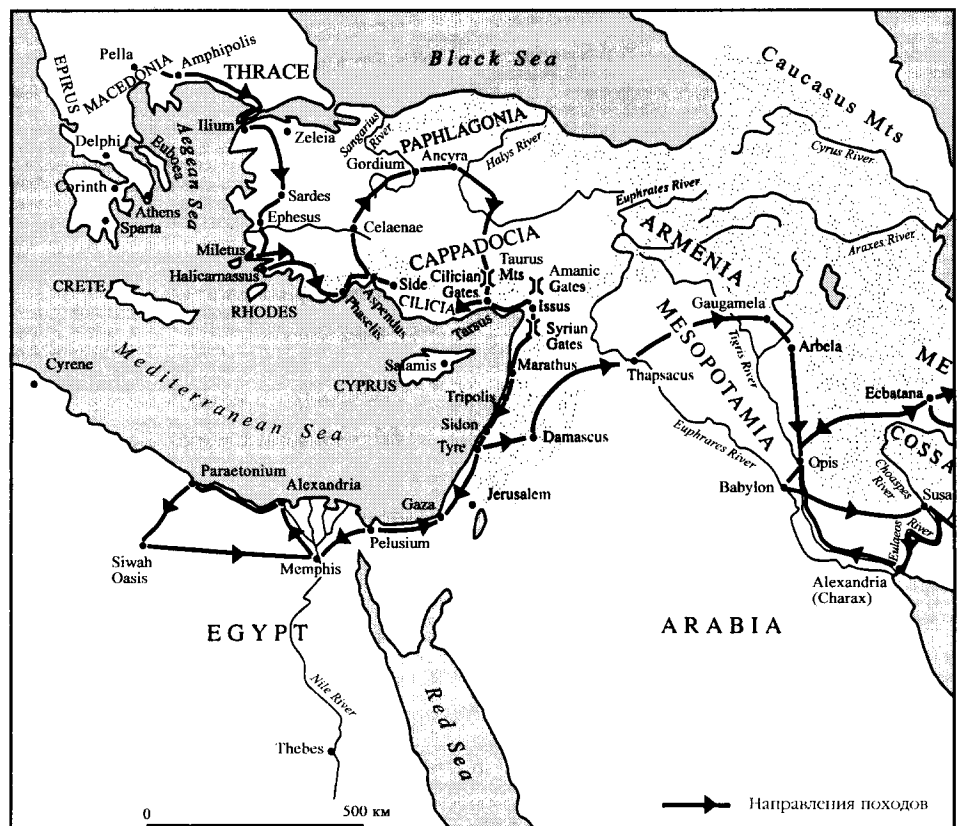 Black Sea
Caucasus Mts
Pella
Amphipolis
EPIRUS
MACEDONIA
THRACE
Ilium
Zeleia
Sangarius
River
PAPHLAGONIA
Gordium
Ancyra
Halys River
Cyrus River
Delphi
Euboea
Aegean Sea
Corinth
Athens
Sparta
Sardes
Ephesus
Celaenae
Euphrates River
ARMENIA
Araxes River
Miletus
Halicarnassus
CAPPADOCIA
Taurus
Mts
Side
Cilician
Gates
Amanic
Gates
CILICIA
Issus
Gaugamela
CRETE
RHODES
Phaselis
Aspendus
Tarsus
Syrian
Gates
MESOPOTAMIA
Tigris River
Arbela
Mediterranean Sea
Cyrene
Salamis
CYPRUS
Marathus
Thapsacus
ME
Ecbatana
Tripolis
Sidon
Tyre
Damascus
Euphrares River
COSSA
Opis
Choaspes
River
Babylon
Susa
Paraetonium
Alexandria
Gaza
Jerusalem
Pelusium
Siwah
Oasis
Memphis
Eulaeos
River
Alexandria
(Charax)
EGYPT
ARABIA
Nile River
Red Sea
Thebes
0
500 км
Направления походов